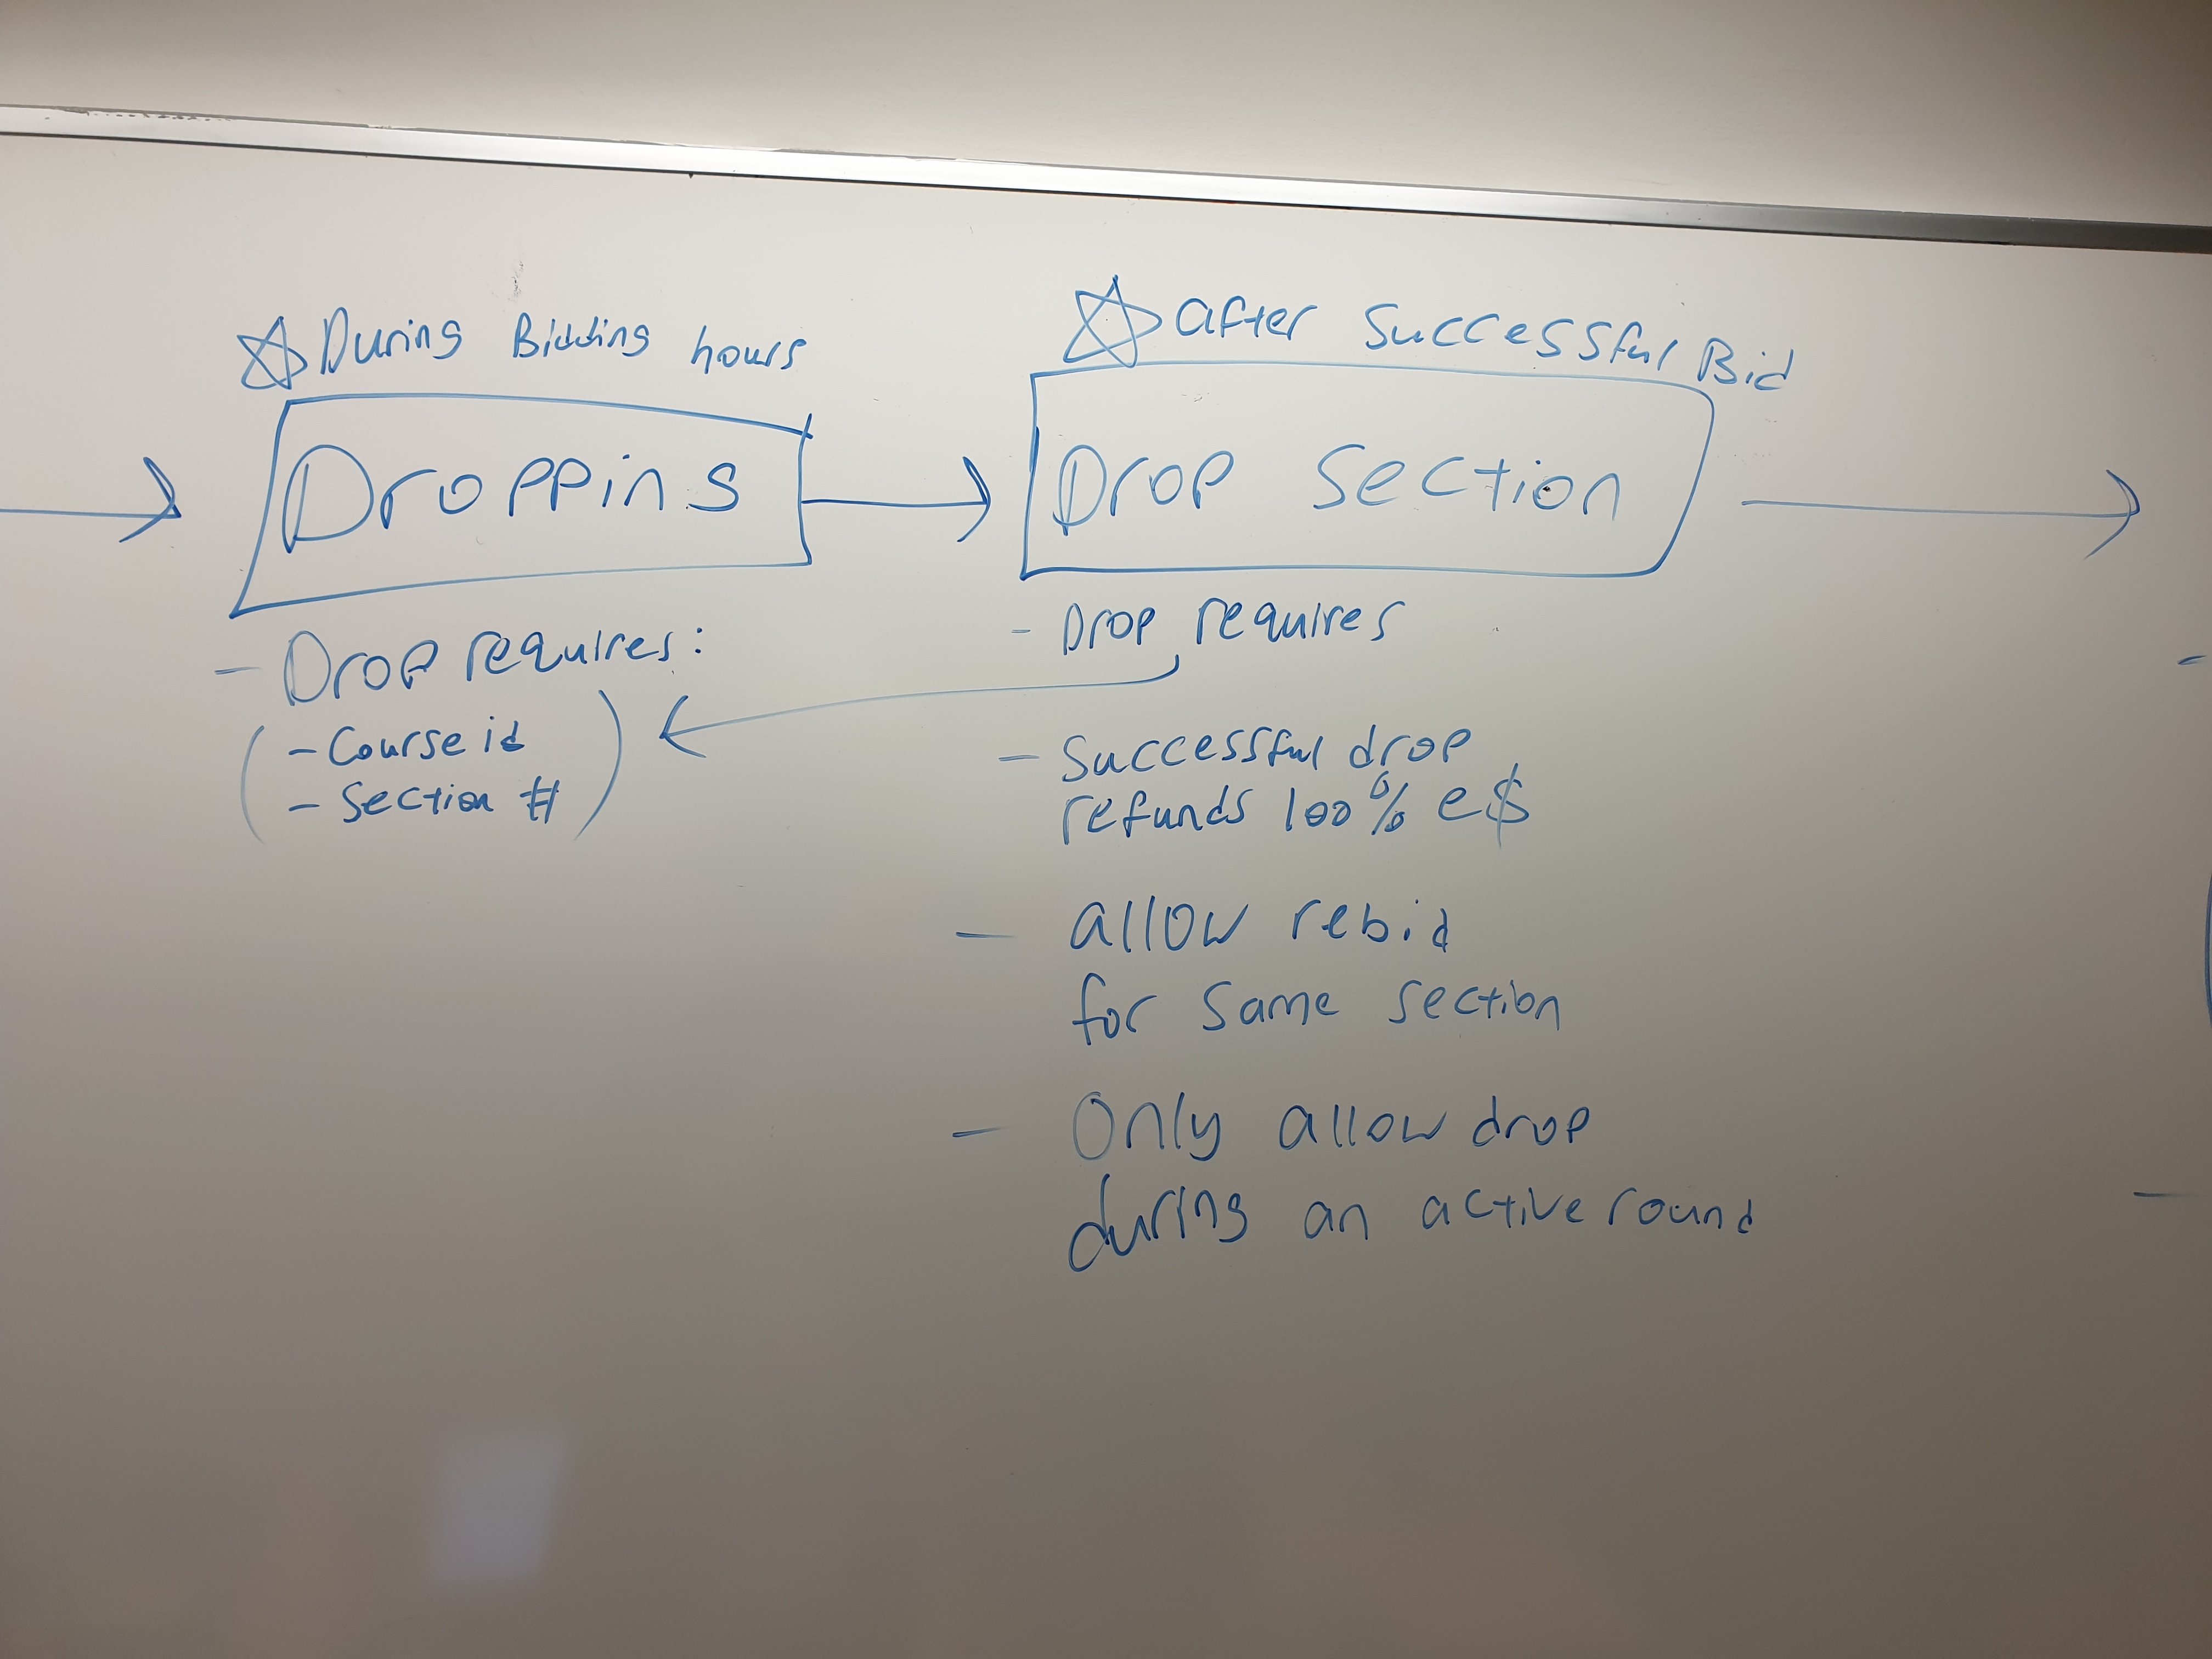 ☆ During Bidding hours
Dropping
- Drop requires:
( - Course id
- Section # )
☆ after successful Bid
Drop section
- Drop requires
- Successful drop
refunds 100% e$
- allow rebid
for same section
- Only allow drop
during an active round